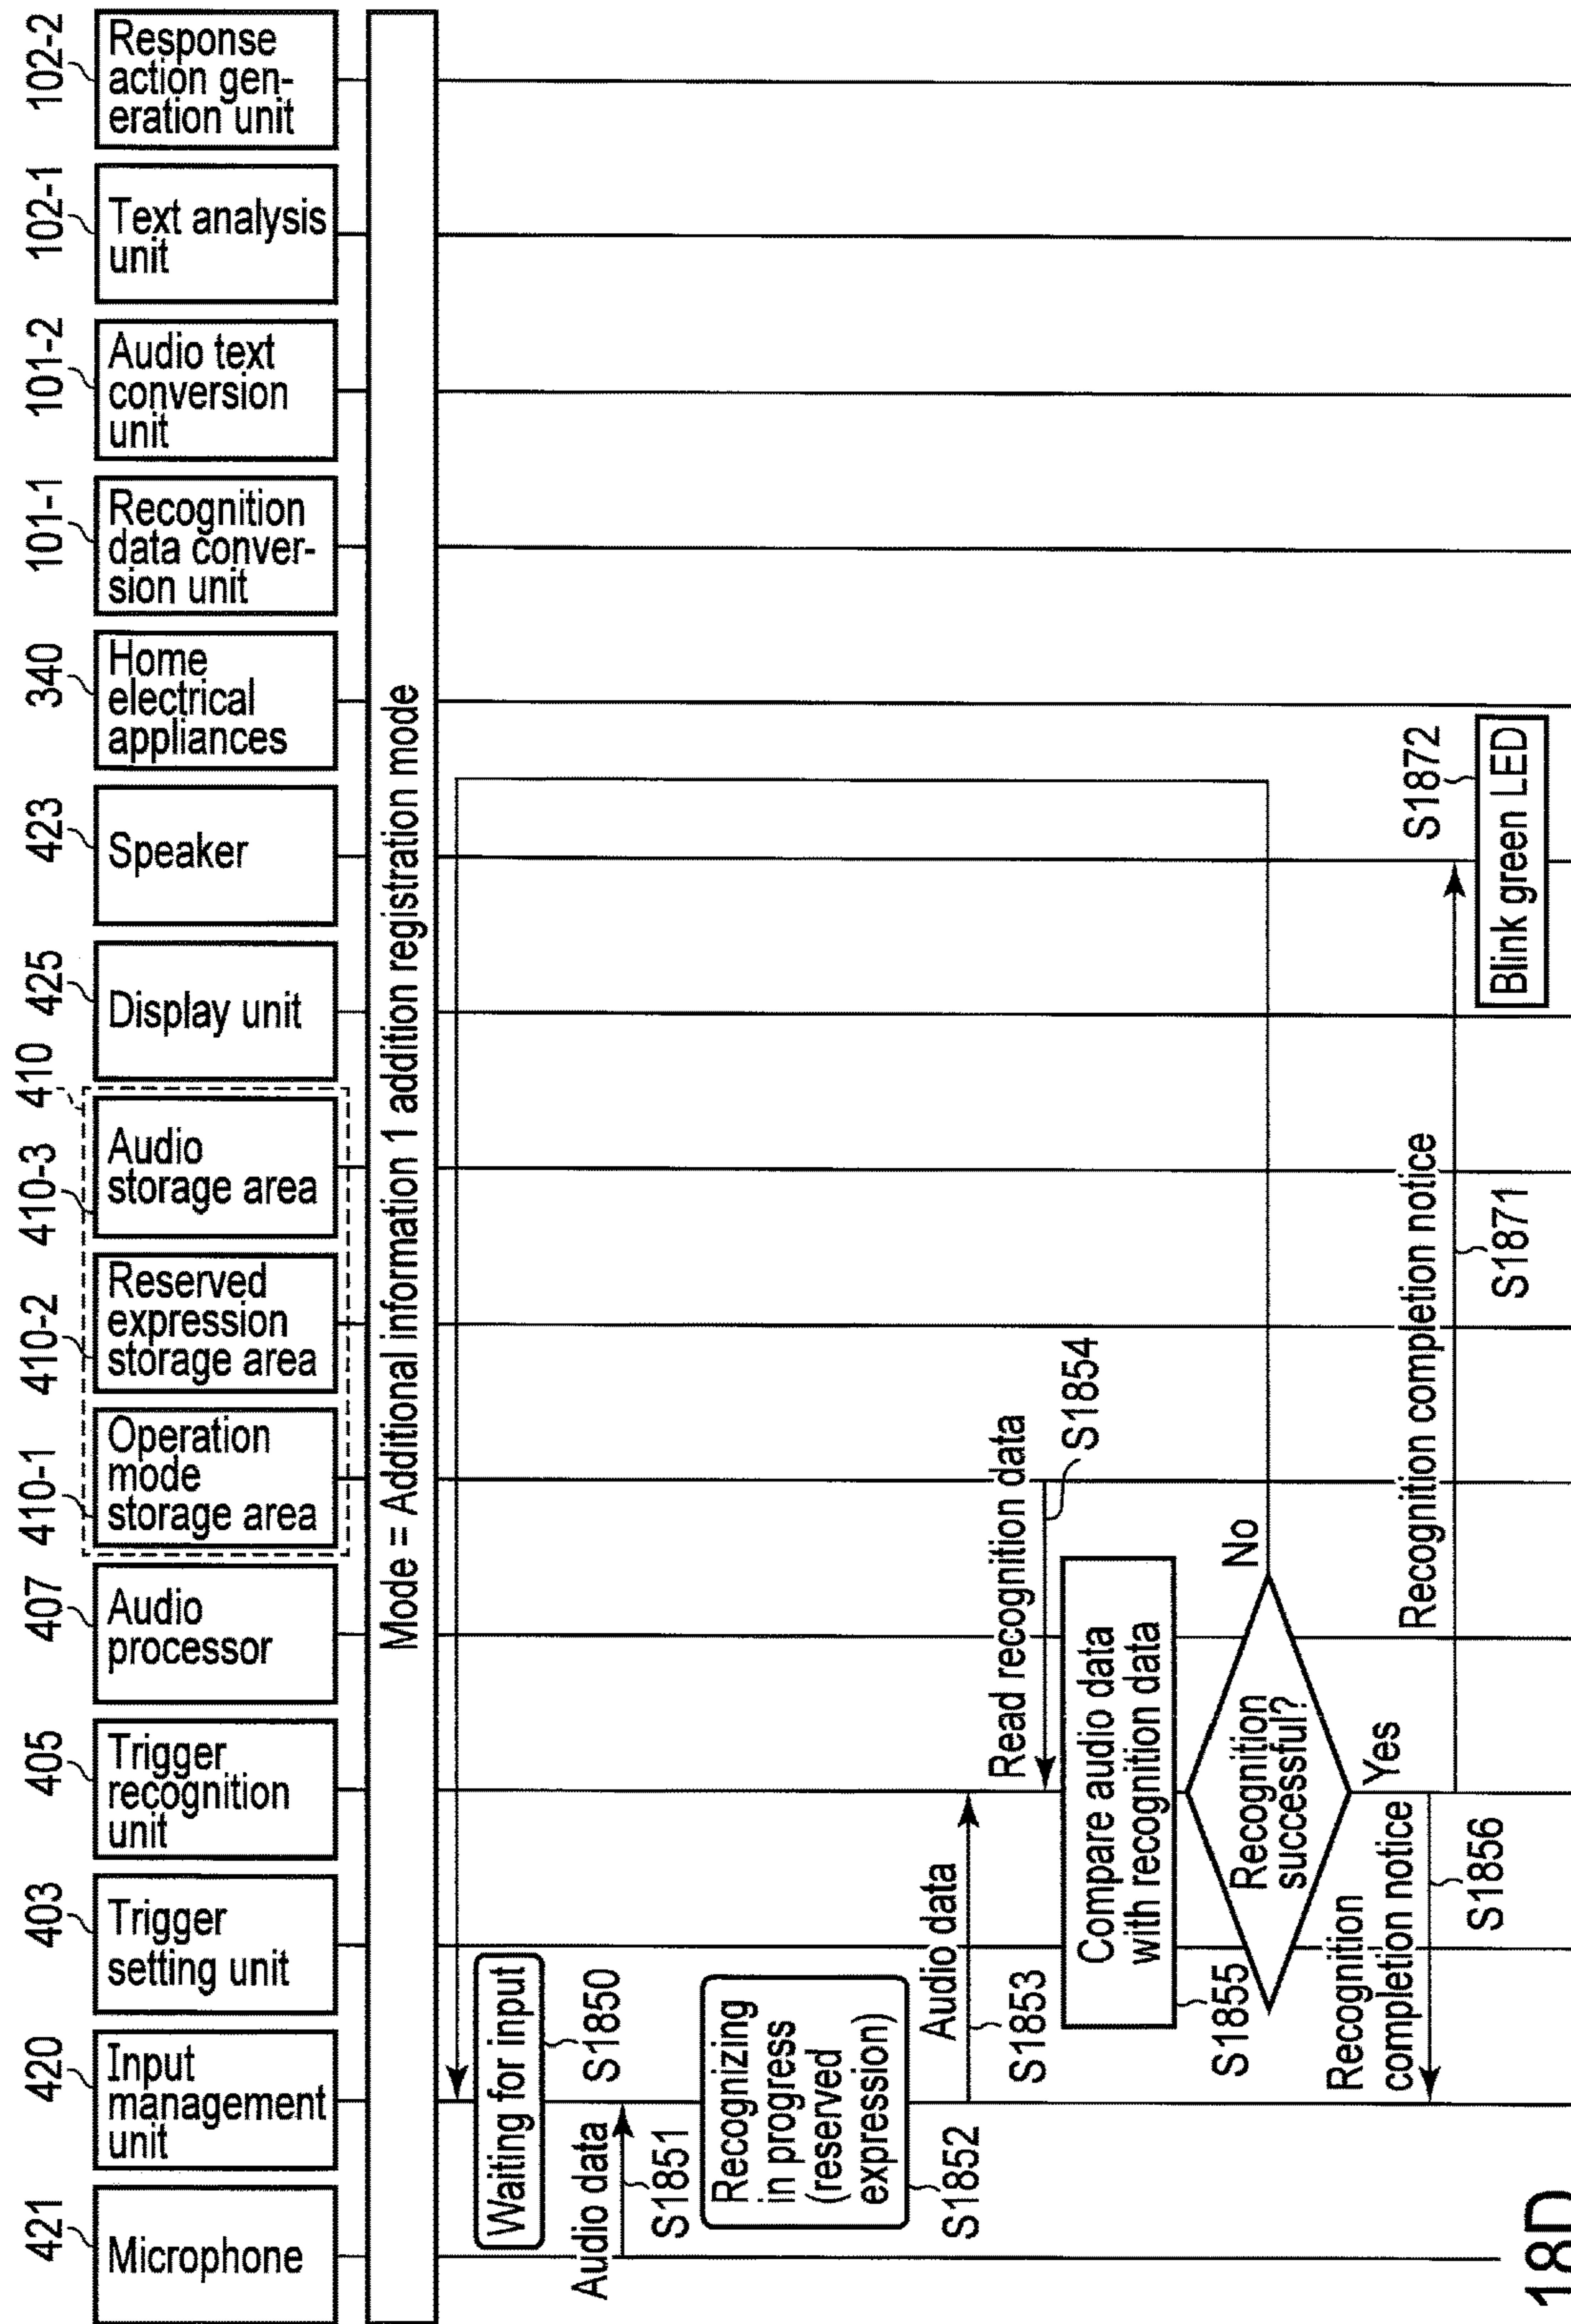 421
Microphone
420
Input
management
unit
403
Trigger
setting unit
405
Trigger
recognition
unit
407
Audio
processor
410-1
Operation
mode
storage area
410-2
Reserved
expression
storage area
410-3
Audio
storage area
410
425
Display unit
423
Speaker
340
Home
electrical
appliances
101-1
Recognition
data conver-
sion unit
101-2
Audio text
conversion
unit
102-1
Text analysis
unit
102-2
Response
action gen-
eration unit
Mode = Additional information 1 addition registration mode
Waiting for input
S1850
Audio data
S1851
Recognizing
in progress
(reserved
expression)
S1852
Audio data
S1853
Read recognition data
S1854
Compare audio data
with recognition data
S1855
Recognition
successful?
No
Yes
Recognition
completion notice
S1856
Recognition completion notice
S1871
S1872
Blink green LED
18D